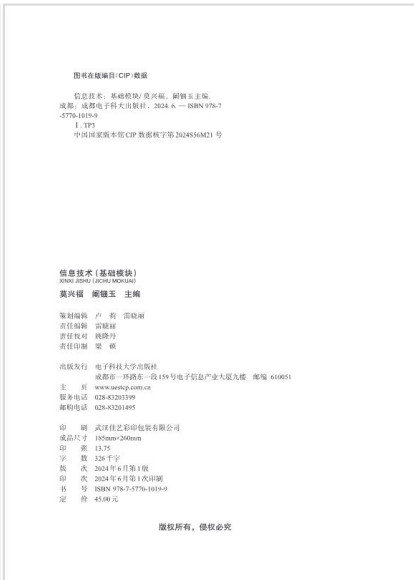 图书在版编目(CIP)数据
信息技术:基础模块/莫兴福,阚钿玉主编.
成都:成都电子科大出版社,2024.6.—ISBN 978-7
-5770-1019-9
Ⅰ.TP3
中国国家版本馆CIP数据核字第2024S56M21号
信息技术(基础模块)
XINXI JISHU (JICHU MOKUAI)
莫兴福 阚钿玉 主编
策划编辑 卢莉 雷晓丽
责任编辑 雷晓丽
责任校对 姚隆丹
责任印制 梁硕
出版发行 电子科技大学出版社
成都市一环路东一段159号电子信息产业大厦九楼 邮编 610051
主页 www.uestcp.com.cn
服务电话 028-83203399
邮购电话 028-83201495
印刷 武汉佳艺彩印包装有限公司
成品尺寸 185mm×260mm
印张 13.75
字数 326千字
版次 2024年6月第1版
印次 2024年6月第1次印刷
书号 ISBN 978-7-5770-1019-9
定价 45.00元
版权所有,侵权必究